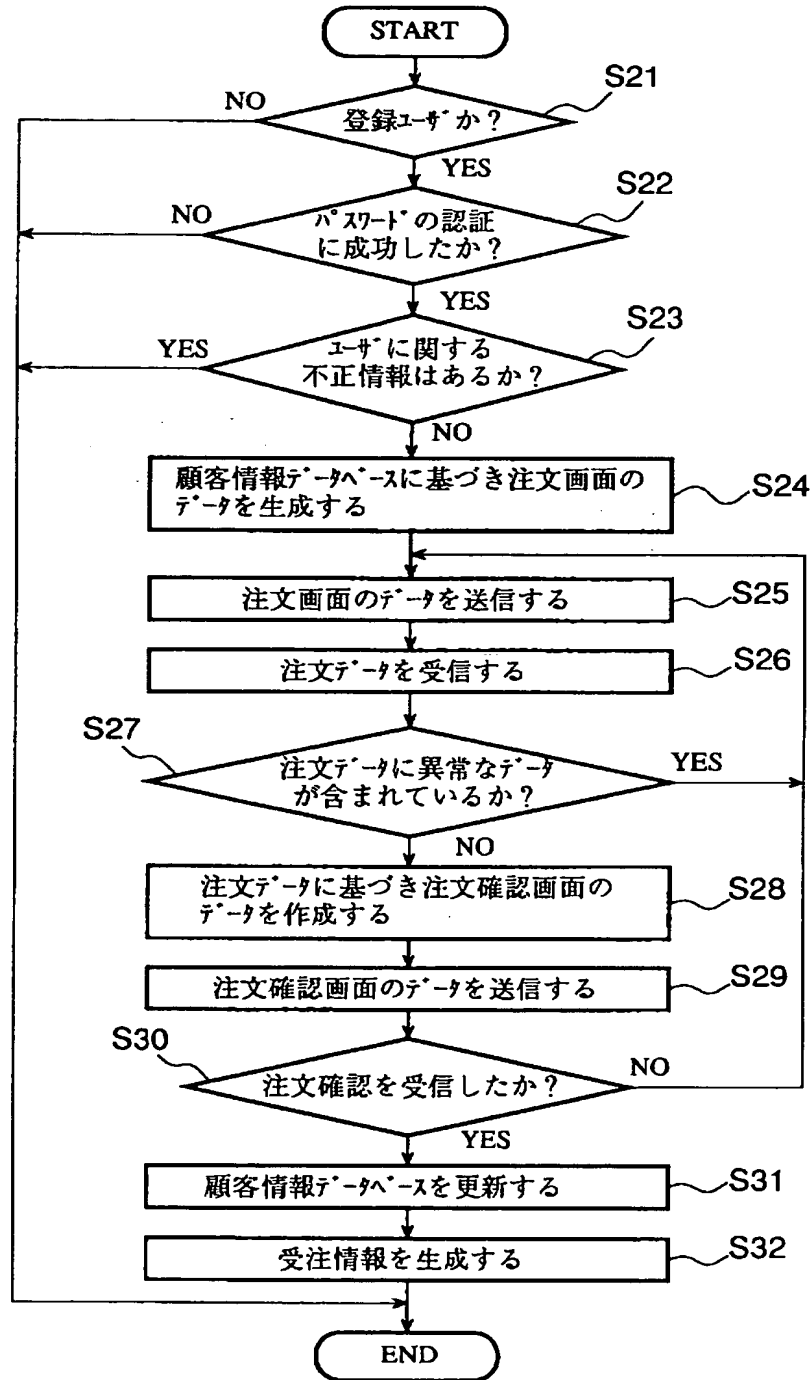 START
S21
NO
登録ユーザか？
YES
S22
NO
パスワードの認証
に成功したか？
YES
S23
YES
ユーザに関する
不正情報はあるか？
NO
顧客情報データベースに基づき注文画面の
データを生成する
S24
注文画面のデータを送信する
S25
注文データを受信する
S26
S27
注文データに異常なデータ
が含まれているか？
YES
NO
注文データに基づき注文確認画面の
データを作成する
S28
注文確認画面のデータを送信する
S29
S30
注文確認を受信したか？
NO
YES
顧客情報データベースを更新する
S31
受注情報を生成する
S32
END